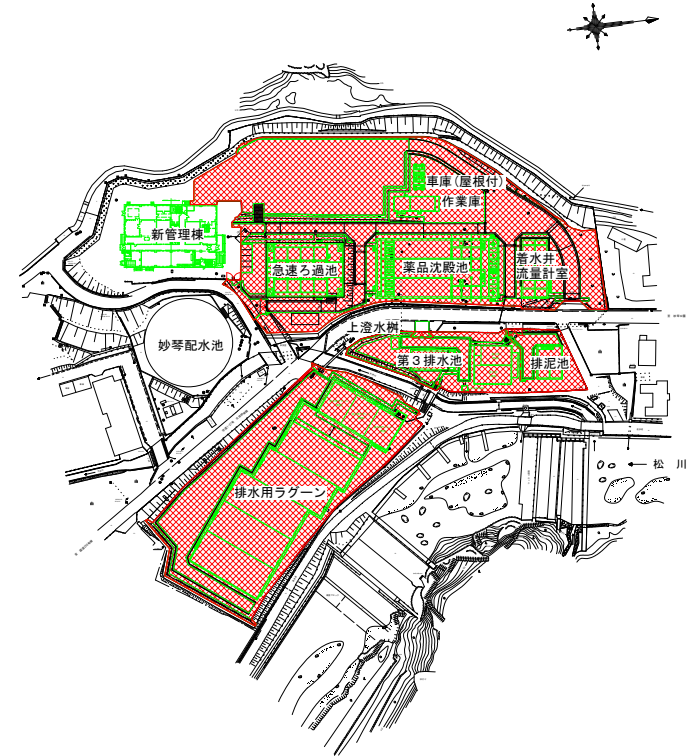 車庫(屋根付)
作業庫
新管理棟
急速ろ過池
薬品沈殿池
着水井
流量計室
上澄水桝
妙琴配水池
第3排水池
排泥池
排水用ラグーン
松 川